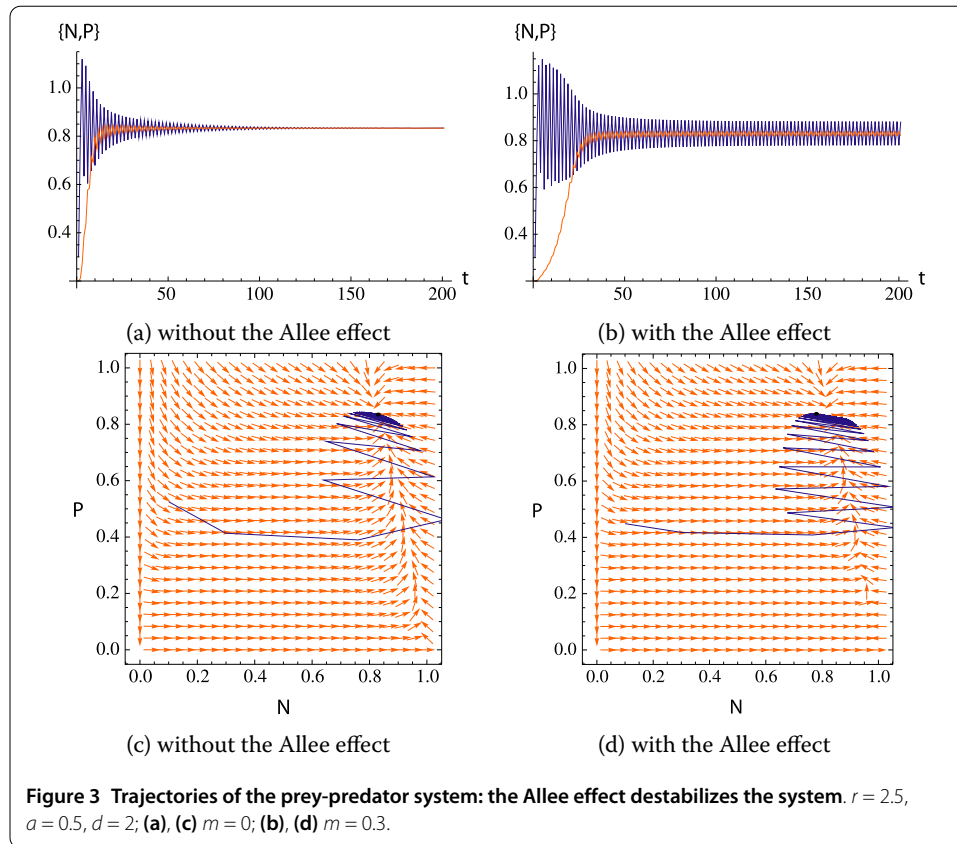 {N,P}
1.0
0.8
0.6
0.4
50
100
150
200
t
(a) without the Allee effect
{N,P}
1.0
0.8
0.6
0.4
50
100
150
200
t
(b) with the Allee effect
1.0
0.8
0.6
P
0.4
0.2
0.0
0.0 0.2 0.4 0.6 0.8 1.0
N
(c) without the Allee effect
1.0
0.8
0.6
P
0.4
0.2
0.0
0.0 0.2 0.4 0.6 0.8 1.0
N
(d) with the Allee effect
Figure 3 Trajectories of the prey-predator system: the Allee effect destabilizes the system. r = 2.5,
a = 0.5, d = 2; (a), (c) m = 0; (b), (d) m = 0.3.